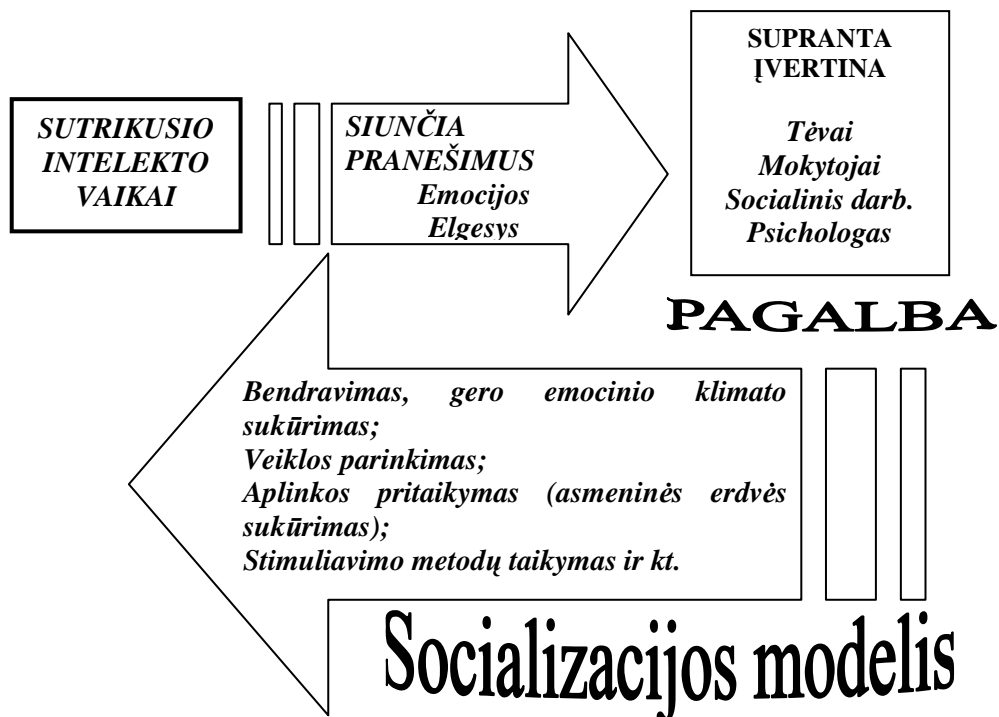 SUTRIKUSIO
INTELEKTO
VAIKAI
SIUNČIA
PRANEŠIMUS
Emocijos
Elgesys
SUPRANTA
ĮVERTINA
Tėvai
Mokytojai
Socialinis darb.
Psichologas
PAGALBA
Bendravimas, gero emocinio klimato
sukūrimas;
Veiklos parinkimas;
Aplinkos pritaikymas (asmeninės erdvės
sukūrimas);
Stimuliavimo metodų taikymas ir kt.
Socializacijos modelis